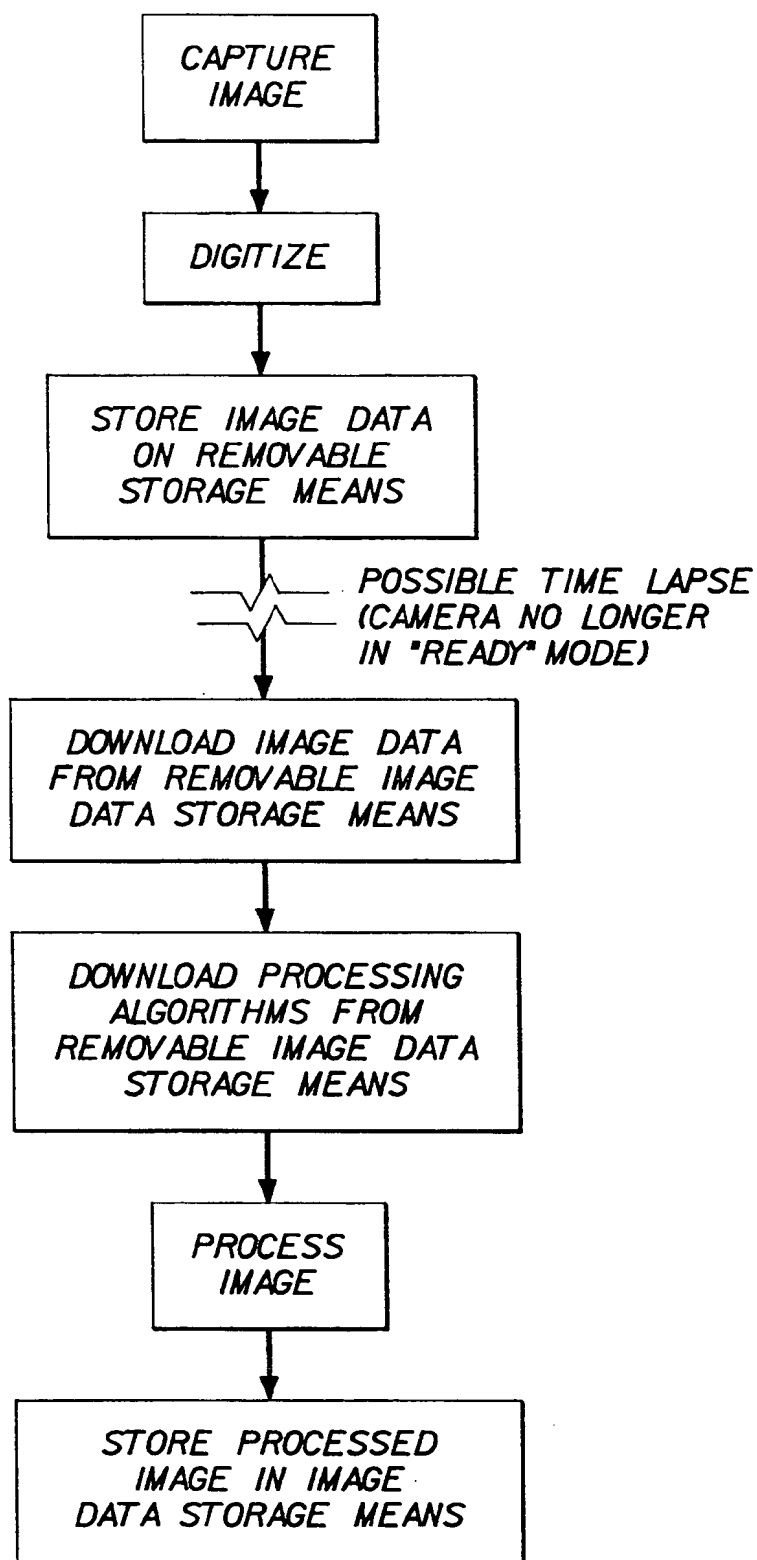 CAPTURE
IMAGE
DIGITIZE
STORE IMAGE DATA
ON REMOVABLE
STORAGE MEANS
POSSIBLE TIME LAPSE
(CAMERA NO LONGER
IN "READY" MODE)
DOWNLOAD IMAGE DATA
FROM REMOVABLE IMAGE
DATA STORAGE MEANS
DOWNLOAD PROCESSING
ALGORITHMS FROM
REMOVABLE IMAGE DATA
STORAGE MEANS
PROCESS
IMAGE
STORE PROCESSED
IMAGE IN IMAGE
DATA STORAGE MEANS